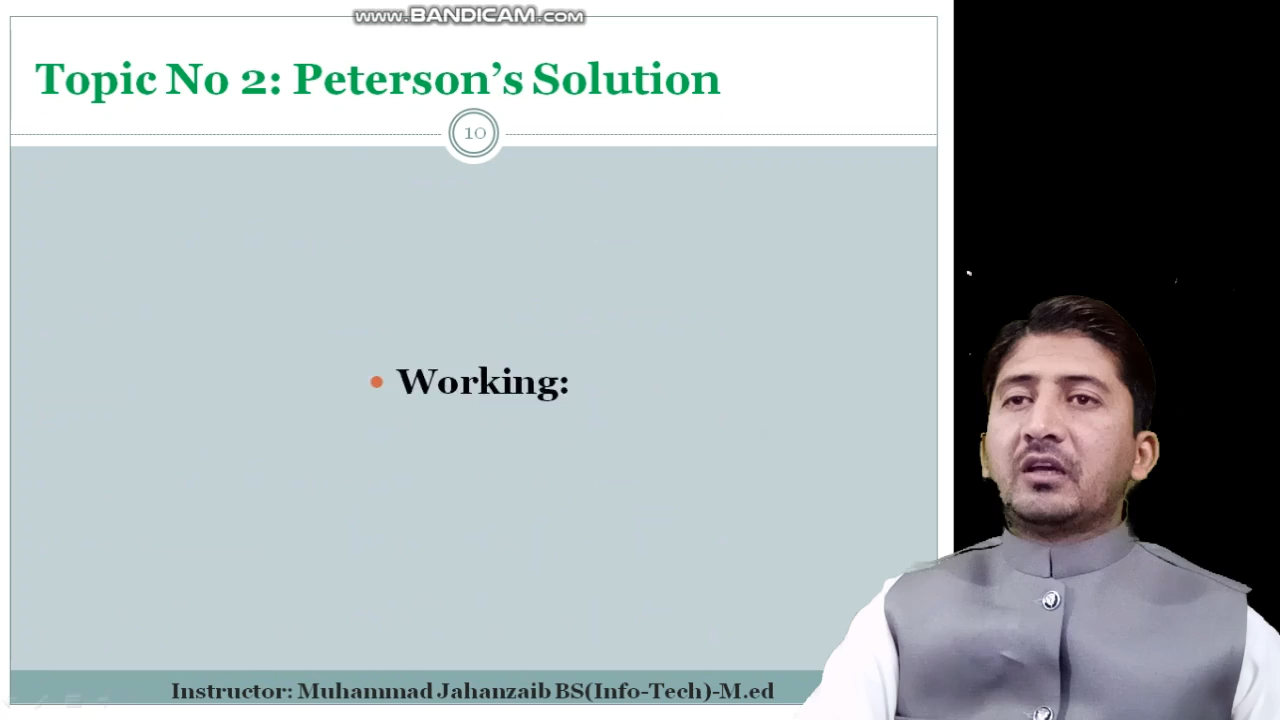 www.BANDICAM.com
Topic No 2: Peterson’s Solution
10
• Working:
Instructor: Muhammad Jahanzaib BS(Info-Tech)-M.ed